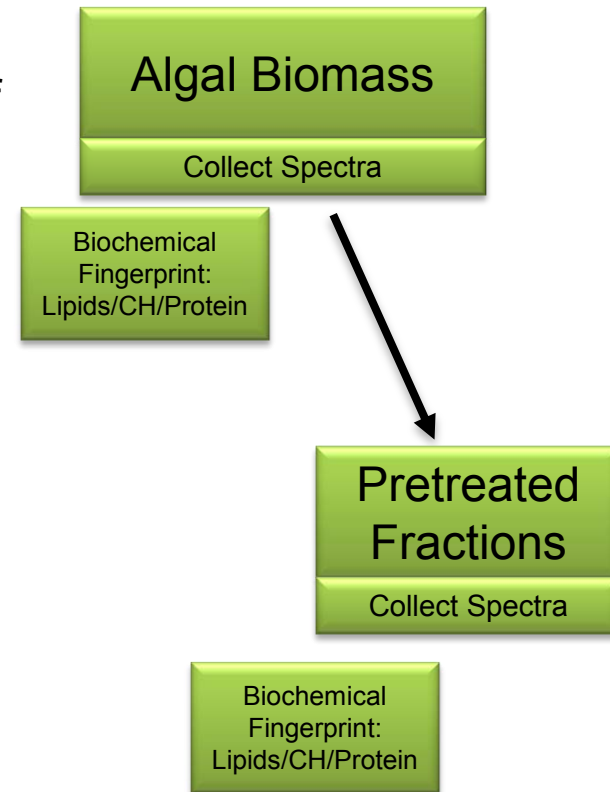 Algal Biomass
Collect Spectra
Biochemical
Fingerprint:
Lipids/CH/Protein
Pretreated
Fractions
Collect Spectra
Biochemical
Fingerprint:
Lipids/CH/Protein